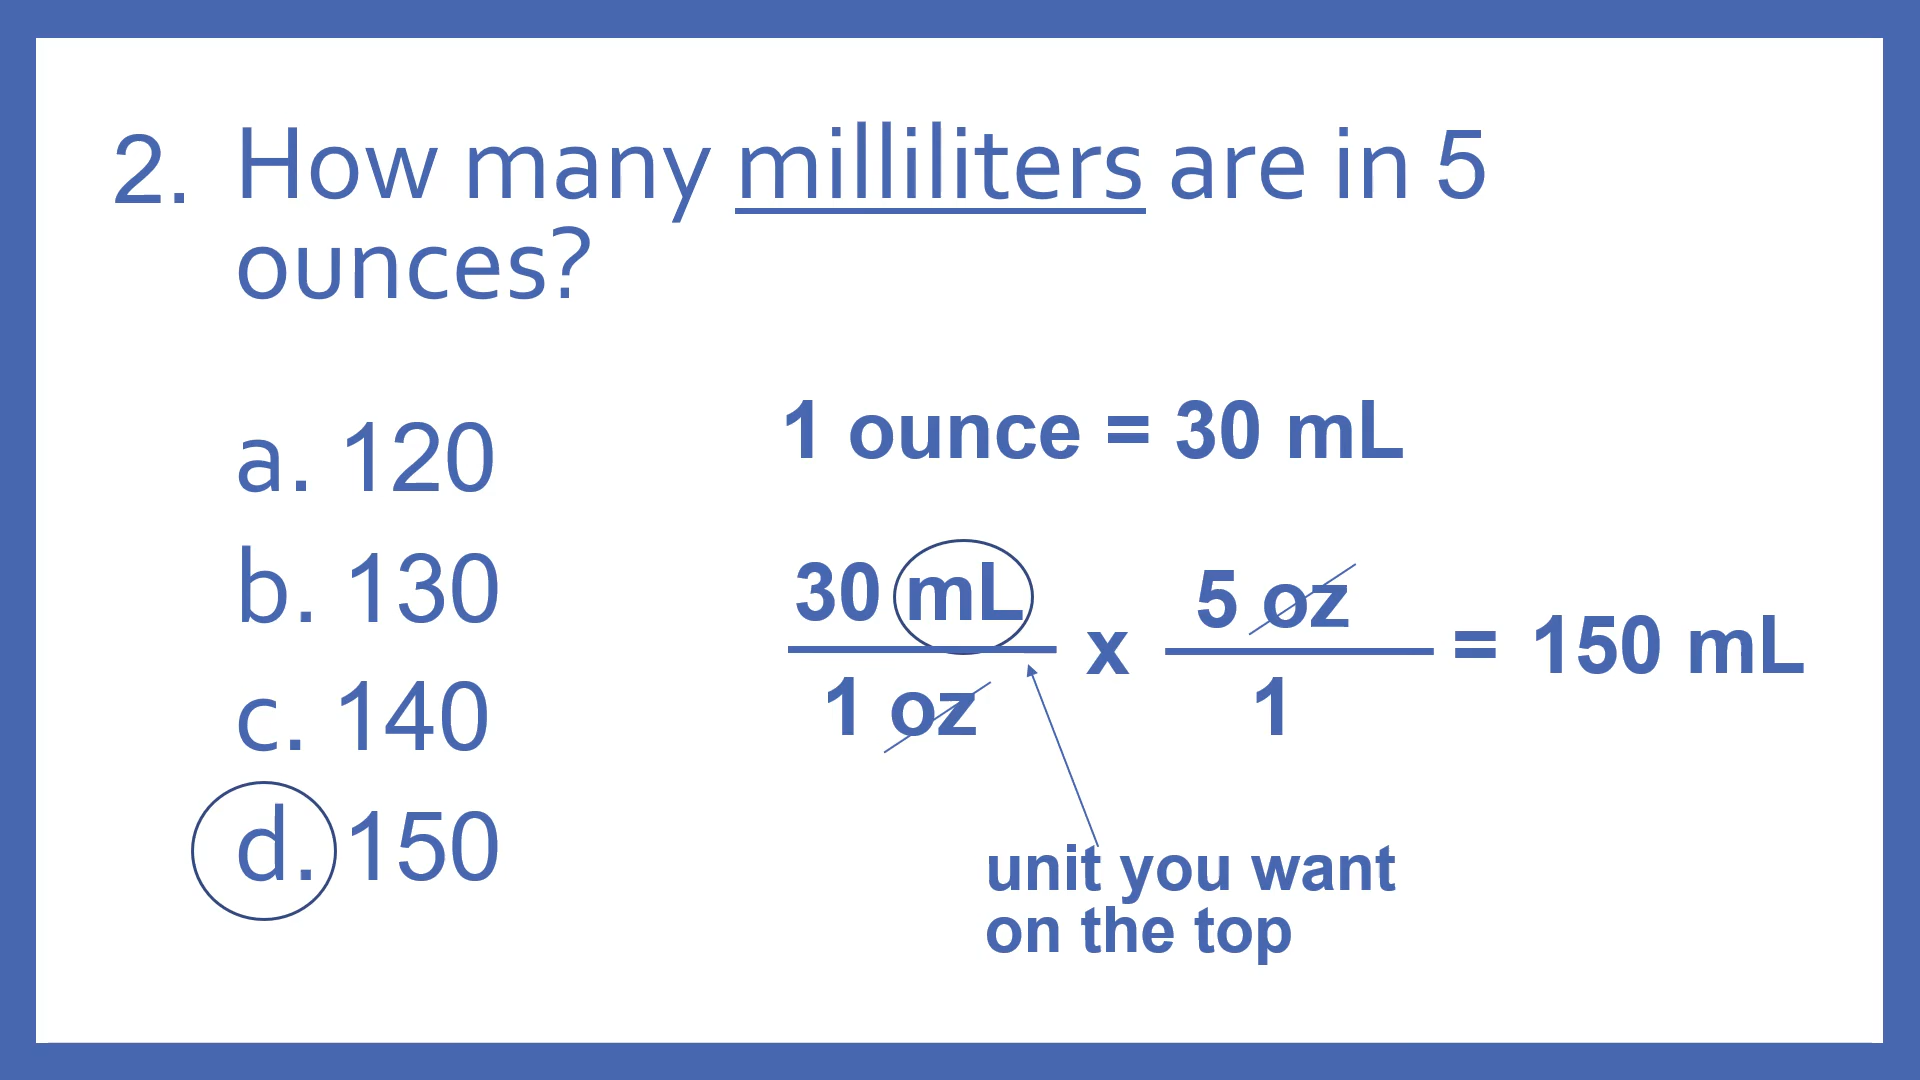 2. How many milliliters are in 5
ounces?
a. 120
b. 130
c. 140
d. 150
1 ounce = 30 mL
30 mL
1 oz
x
5 oz
1
= 150 mL
unit you want
on the top